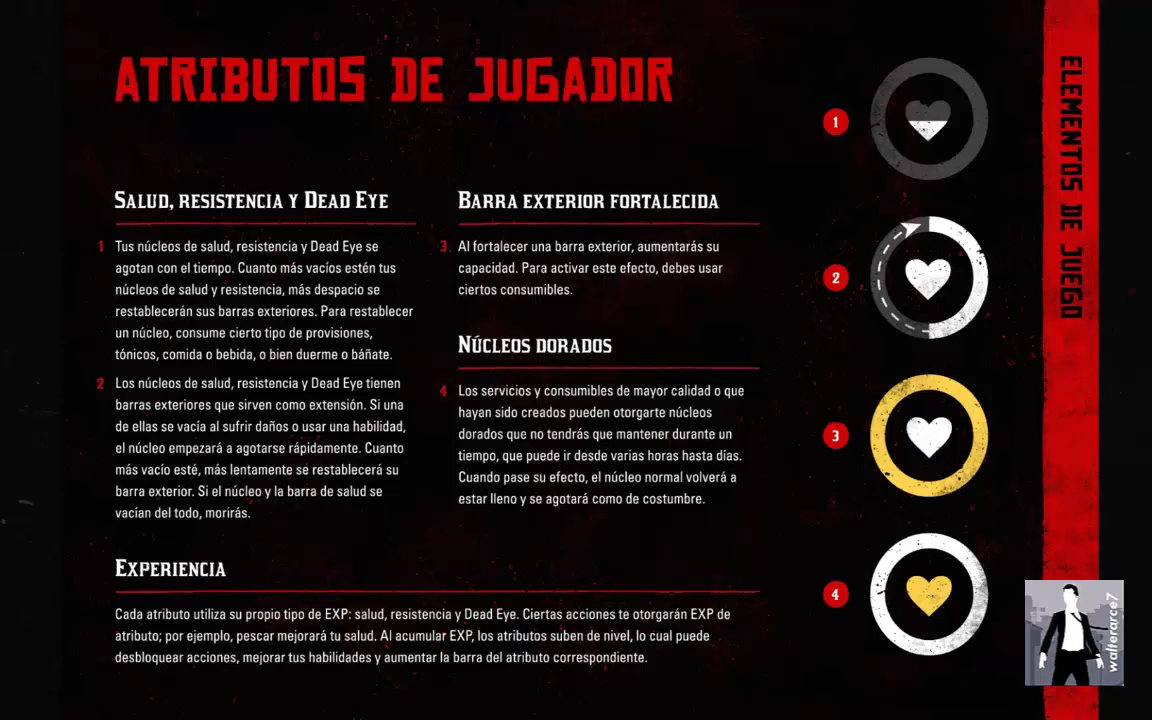 ATRIBUTOS DE JUGADOR
SALUD, RESISTENCIA Y DEAD EYE
1 Tus núcleos de salud, resistencia y Dead Eye se
agotan con el tiempo. Cuanto más vacíos estén tus
núcleos de salud y resistencia, más despacio se
restablecerán sus barras exteriores. Para restablecer
un núcleo, consume cierto tipo de provisiones,
tónicos, comida o bebida, o bien duerme o báñate.
2 Los núcleos de salud, resistencia y Dead Eye tienen
barras exteriores que sirven como extensión. Si una
de ellas se vacía al sufrir daños o usar una habilidad,
el núcleo empezará a agotarse rápidamente. Cuanto
más vacío esté, más lentamente se restablecerá su
barra exterior. Si el núcleo y la barra de salud se
vacían del todo, morirás.
BARRA EXTERIOR FORTALECIDA
3 Al fortalecer una barra exterior, aumentarás su
capacidad. Para activar este efecto, debes usar
ciertos consumibles.
NÚCLEOS DORADOS
4 Los servicios y consumibles de mayor calidad o que
hayan sido creados pueden otorgarte núcleos
dorados que no tendrás que mantener durante un
tiempo, que puede ir desde varias horas hasta días.
Cuando pase su efecto, el núcleo normal volverá a
estar lleno y se agotará como de costumbre.
EXPERIENCIA
Cada atributo utiliza su propio tipo de EXP: salud, resistencia y Dead Eye. Ciertas acciones te otorgarán EXP de
atributo; por ejemplo, pescar mejorará tu salud. Al acumular EXP, los atributos suben de nivel, lo cual puede
desbloquear acciones, mejorar tus habilidades y aumentar la barra del atributo correspondiente.
1
2
3
4
ELEMENTOS DE JUEGO
walterarce7